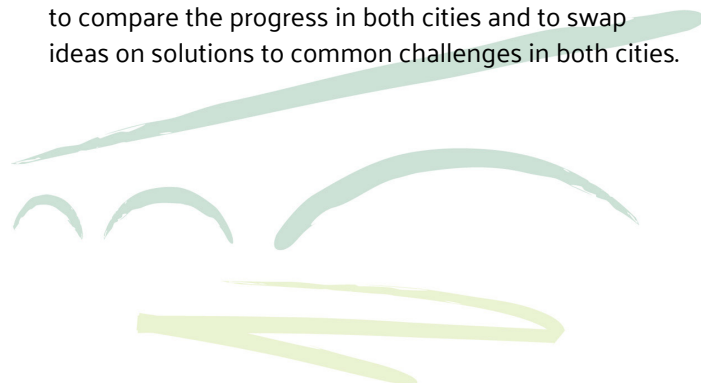 to compare the progress in both cities and to swap
ideas on solutions to common challenges in both cities.